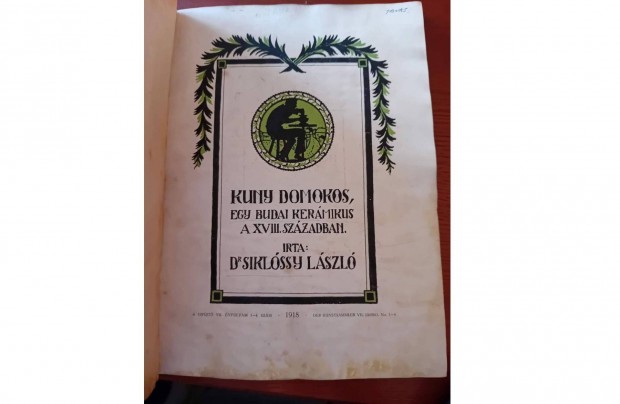 KUNY DOMOKOS,
EGY BUDAI KERÁMIKUS
A XVIII. SZÁZADBAN.
IRTA:
DR SIKLÓSSY LÁSZLÓ
1918